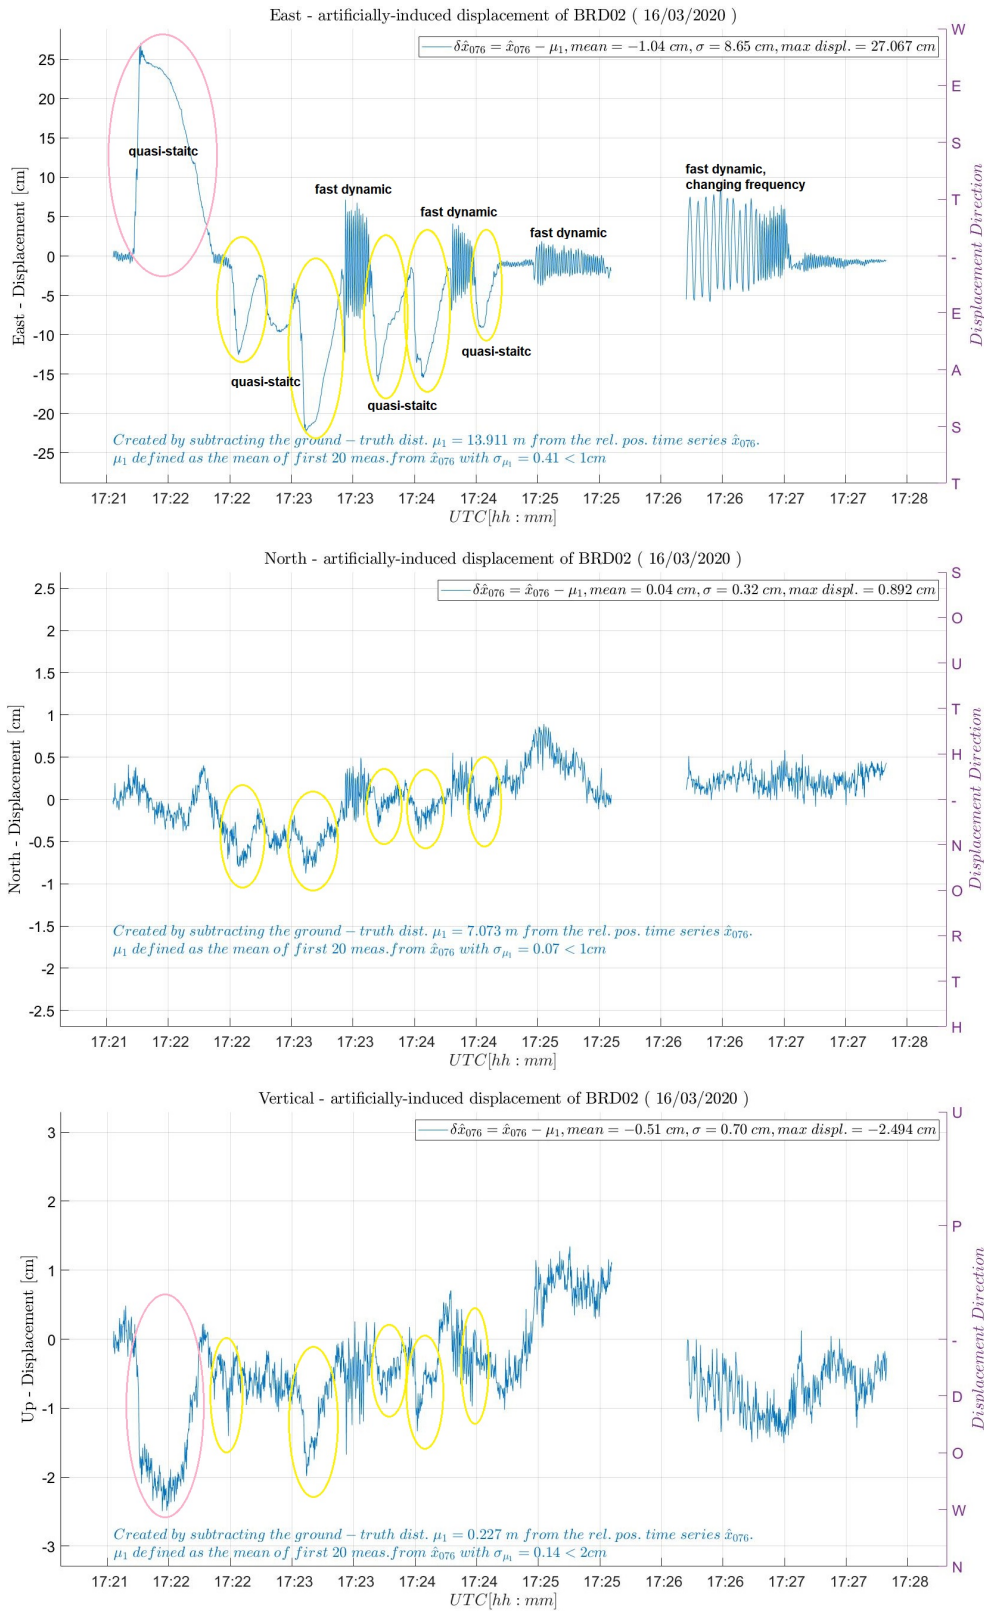 East - artificially-induced displacement of BRD02 ( 16/03/2020 )
δx̂₀₇₆ = x̂₀₇₆ − μ₁, mean = −1.04 cm, σ = 8.65 cm, max displ. = 27.067 cm
25
20
15
10
5
0
-5
-10
-15
-20
-25
East - Displacement [cm]
quasi-staitc
fast dynamic
fast dynamic
fast dynamic
fast dynamic,
changing frequency
quasi-staitc
quasi-staitc
quasi-staitc
Created by subtracting the ground − truth dist. μ₁ = 13.911 m from the rel. pos. time series x̂₀₇₆.
μ₁ defined as the mean of first 20 meas.from x̂₀₇₆ with σμ₁ = 0.41 < 1cm
17:21 17:22 17:22 17:23 17:23 17:24 17:24 17:25 17:25 17:26 17:26 17:27 17:27 17:28
UTC[hh : mm]
W
E
S
T
-
E
A
S
T
Displacement Direction
North - artificially-induced displacement of BRD02 ( 16/03/2020 )
δx̂₀₇₆ = x̂₀₇₆ − μ₁, mean = 0.04 cm, σ = 0.32 cm, max displ. = 0.892 cm
2.5
2
1.5
1
0.5
0
-0.5
-1
-1.5
-2
-2.5
North - Displacement [cm]
Created by subtracting the ground − truth dist. μ₁ = 7.073 m from the rel. pos. time series x̂₀₇₆.
μ₁ defined as the mean of first 20 meas.from x̂₀₇₆ with σμ₁ = 0.07 < 1cm
17:21 17:22 17:22 17:23 17:23 17:24 17:24 17:25 17:25 17:26 17:26 17:27 17:27 17:28
UTC[hh : mm]
S
O
U
T
H
-
N
O
R
T
H
Displacement Direction
Vertical - artificially-induced displacement of BRD02 ( 16/03/2020 )
δx̂₀₇₆ = x̂₀₇₆ − μ₁, mean = −0.51 cm, σ = 0.70 cm, max displ. = −2.494 cm
3
2
1
0
-1
-2
-3
Up - Displacement [cm]
Created by subtracting the ground − truth dist. μ₁ = 0.227 m from the rel. pos. time series x̂₀₇₆.
μ₁ defined as the mean of first 20 meas.from x̂₀₇₆ with σμ₁ = 0.14 < 2cm
17:21 17:22 17:22 17:23 17:23 17:24 17:24 17:25 17:25 17:26 17:26 17:27 17:27 17:28
UTC[hh : mm]
U
P
-
D
O
W
N
Displacement Direction